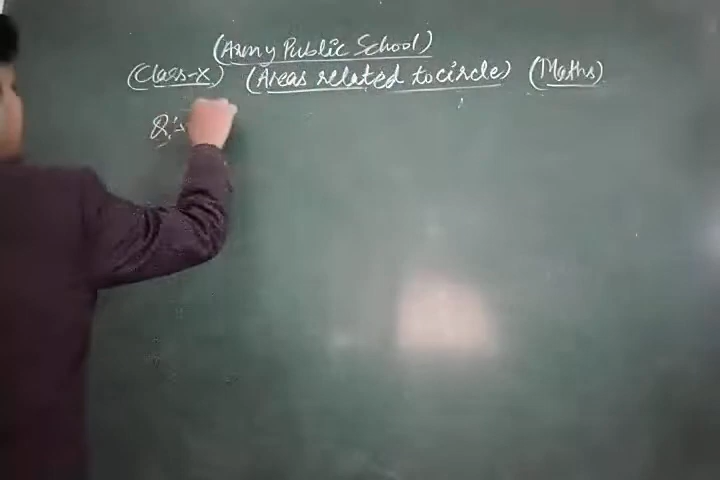 (Army Public School)
(Class-X) (Areas related to circle) (Maths)
Q:-